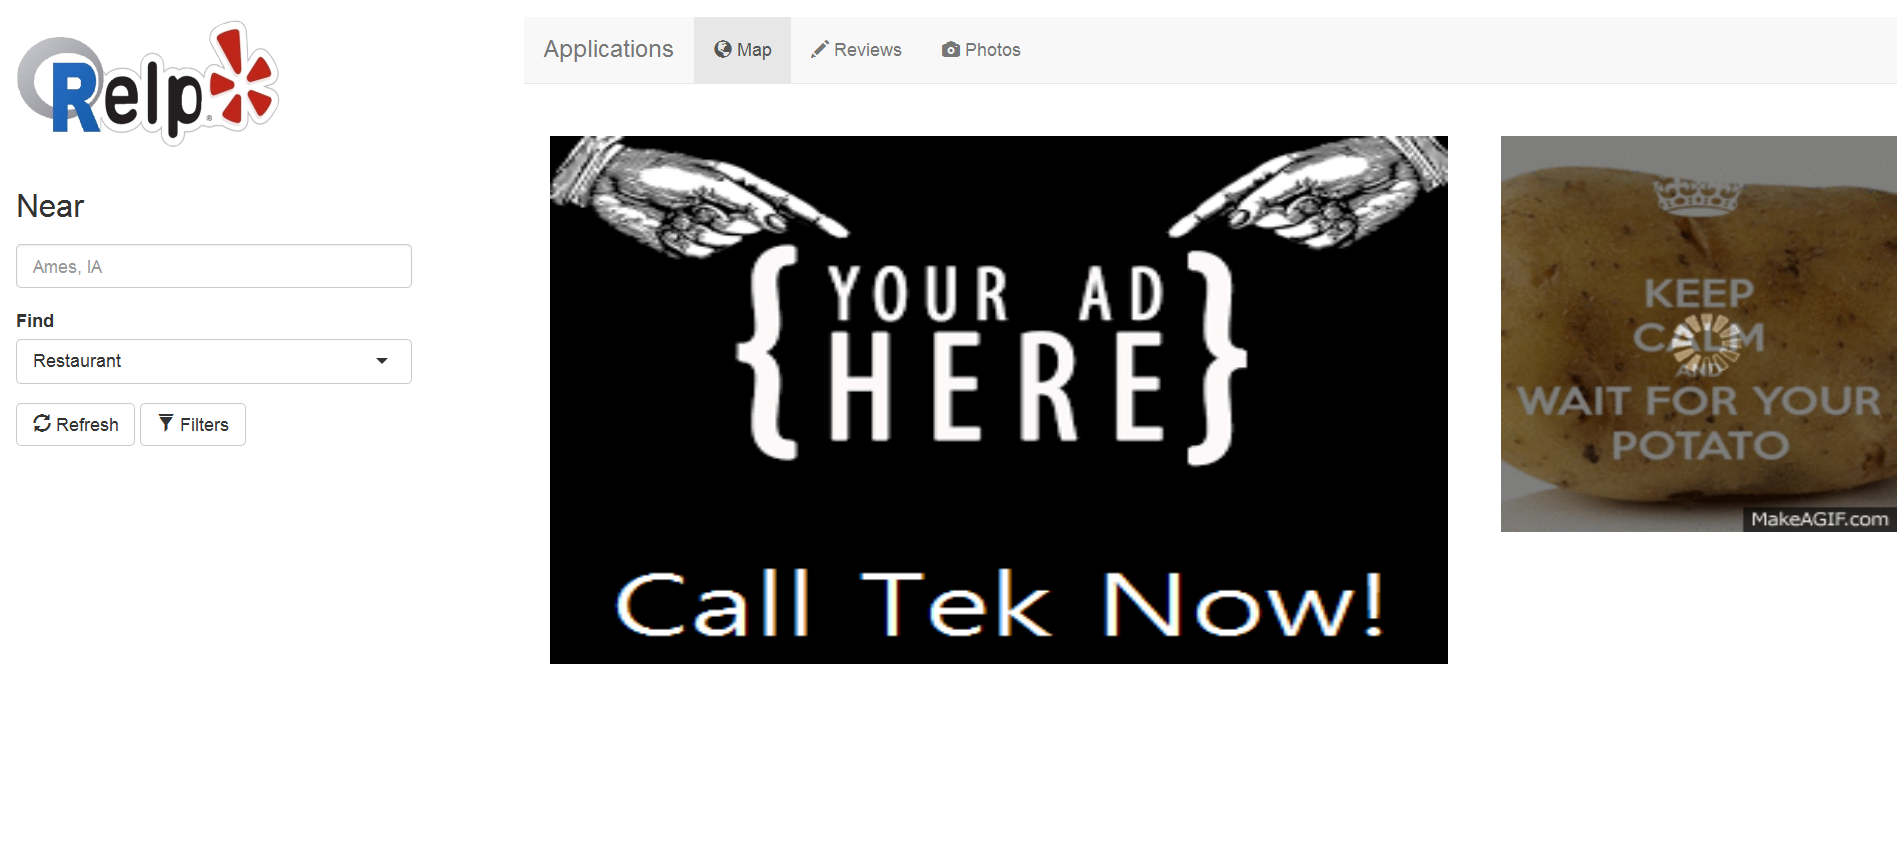 Relp
Near
Ames, IA
Find
Restaurant
Refresh
Filters
Applications
Map
Reviews
Photos
{YOUR AD
HERE}
Call Tek Now!
KEEP
CALM
AND
WAIT FOR YOUR
POTATO
MakeAGIF.com